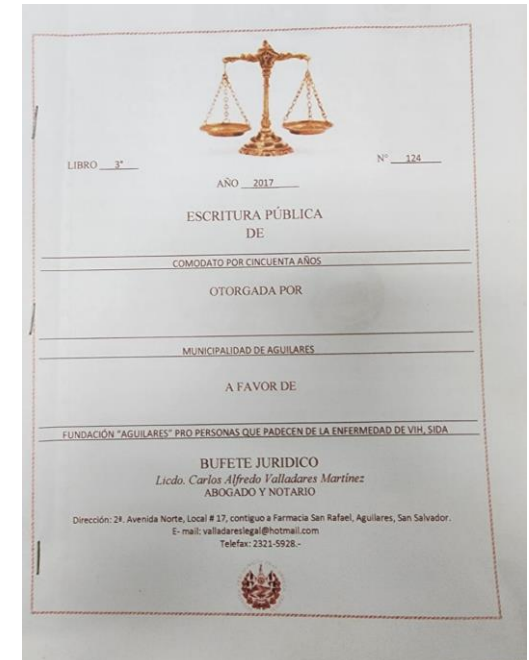 LIBRO 3° N° 124
AÑO 2017
ESCRITURA PÚBLICA
DE
COMODATO POR CINCUENTA AÑOS
OTORGADA POR
MUNICIPALIDAD DE AGUILARES
A FAVOR DE
FUNDACIÓN "AGUILARES" PRO PERSONAS QUE PADECEN DE LA ENFERMEDAD DE VIH, SIDA
BUFETE JURIDICO
Licdo. Carlos Alfredo Valladares Martínez
ABOGADO Y NOTARIO
Dirección: 2ª. Avenida Norte, Local # 17, contiguo a Farmacia San Rafael, Aguilares, San Salvador.
E- mail: valladareslegal@hotmail.com
Telefax: 2321-5928.-